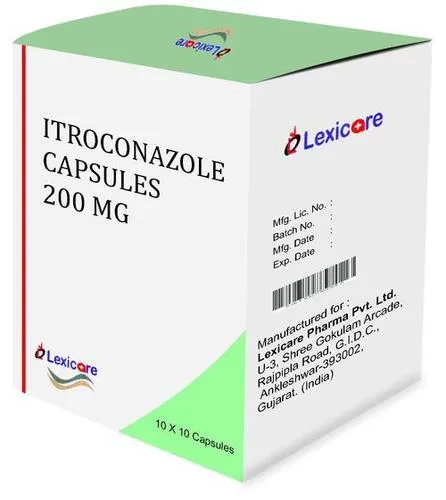 Lexicare
ITROCONAZOLE
CAPSULES
200 MG
Lexicare
10 X 10 Capsules
Lexicare
Mfg. Lic. No. :
Batch No. :
Mfg. Date :
Exp. Date :
Manufactured for :
Lexicare Pharma Pvt. Ltd.
U-3, Shree Gokulam Arcade,
Rajpipla Road, G.I.D.C.,
Ankleshwar-393002,
Gujarat. (India)